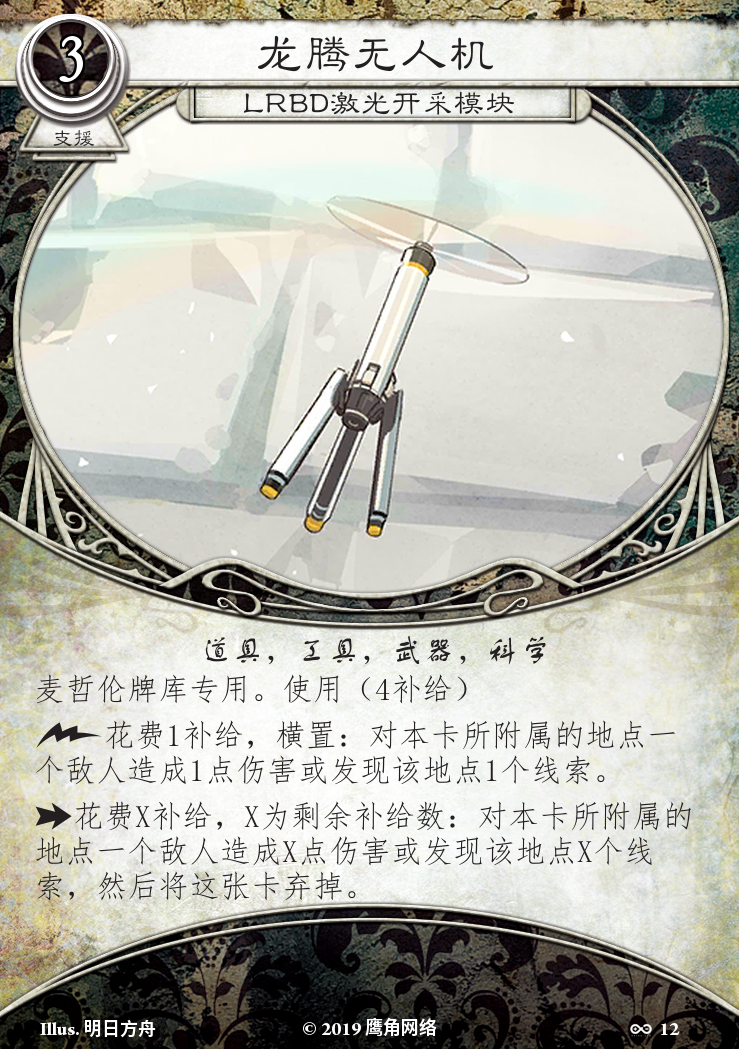 3
龙腾无人机
LRBD激光开采模块
支援
道具，工具，武器，科学
麦哲伦牌库专用。使用（4补给）
花费1补给，横置：对本卡所附属的地点一
个敌人造成1点伤害或发现该地点1个线索。
花费X补给，X为剩余补给数：对本卡所附属的
地点一个敌人造成X点伤害或发现该地点X个线
索，然后将这张卡弃掉。
Illus. 明日方舟 © 2019 鹰角网络 ∞ 12